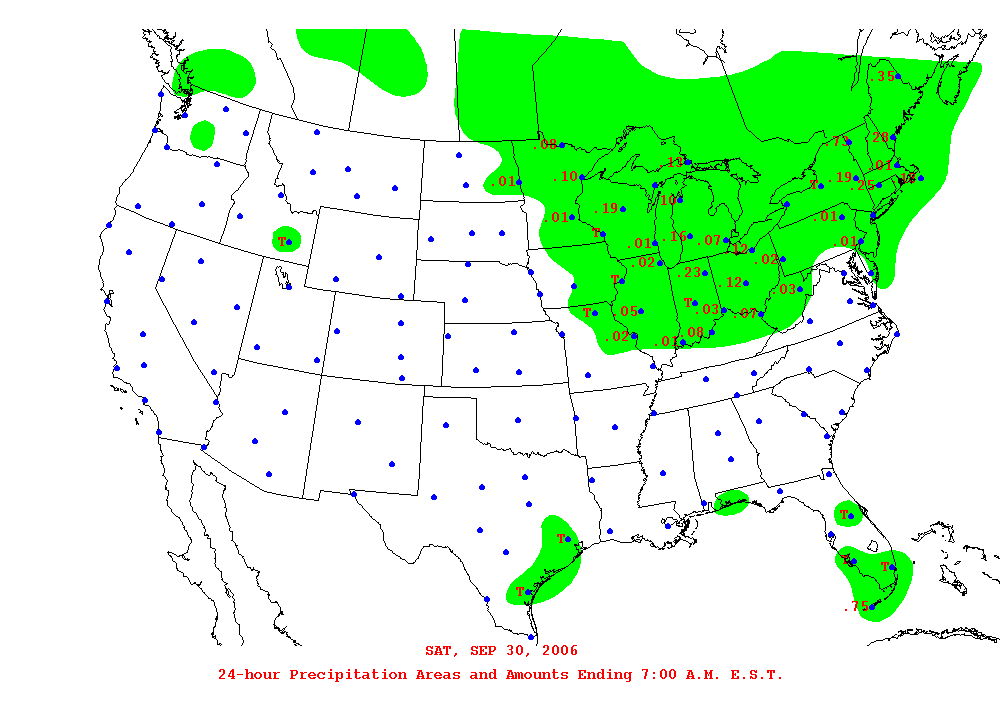 .35
.08 .73 .28
.11 .01
.01 .10 T .19 .25
.19 .10
.01 .01
T .16 .07 .01
T .01 .12
.02 .02
T .23 .12 .03
T
T .05 .03 .07
.02 .01 .08
T
T
T T
T
.75
SAT, SEP 30, 2006
24-hour Precipitation Areas and Amounts Ending 7:00 A.M. E.S.T.